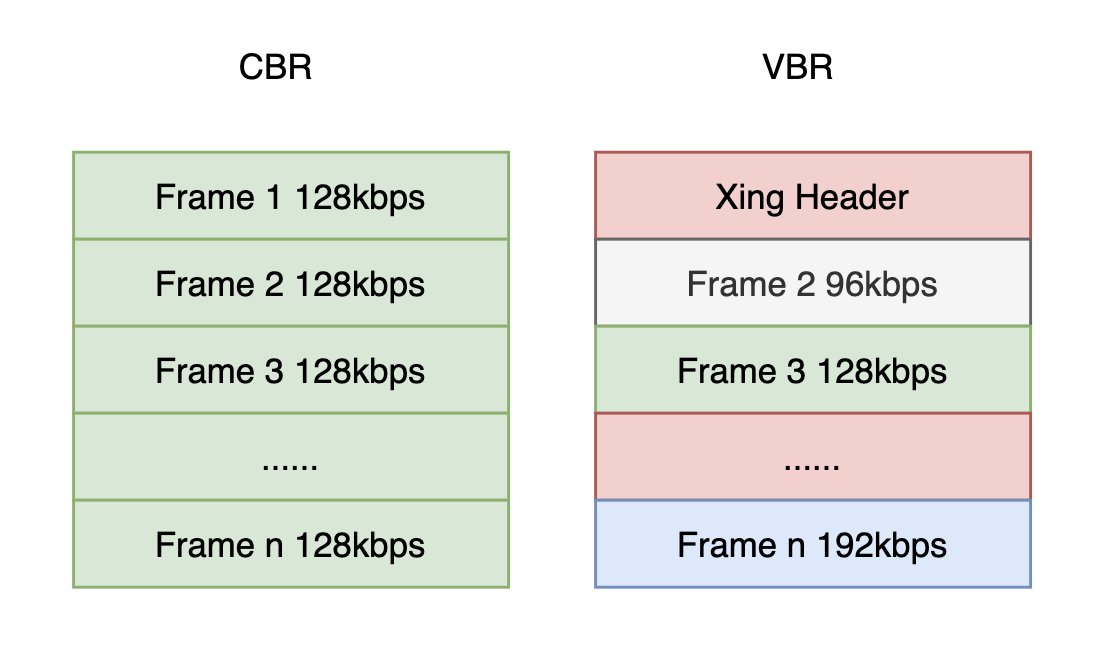 CBR
Frame 1 128kbps
Frame 2 128kbps
Frame 3 128kbps
......
Frame n 128kbps
VBR
Xing Header
Frame 2 96kbps
Frame 3 128kbps
......
Frame n 192kbps